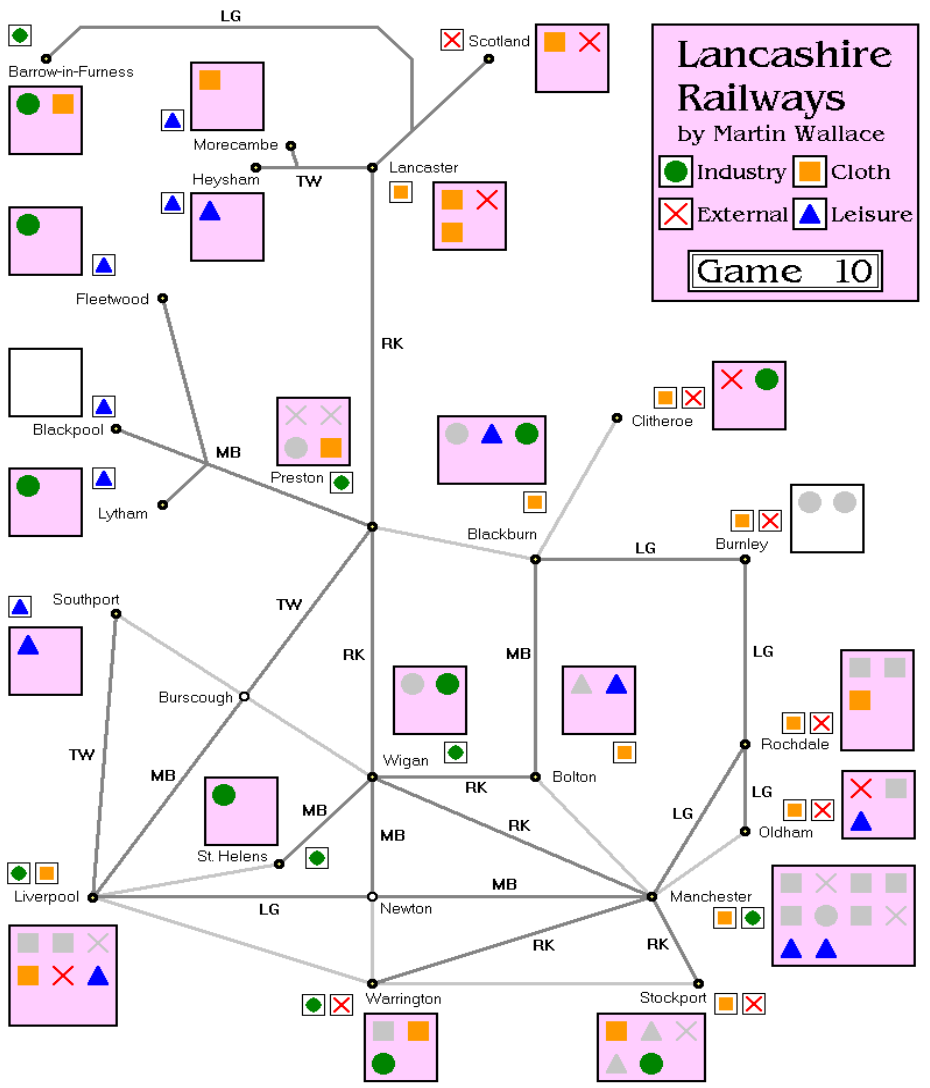 LG
Scotland
Barrow-in-Furness
Lancashire
Railways
by Martin Wallace
Industry
Cloth
External
Leisure
Game 10
Morecambe
Heysham
TW
Lancaster
Fleetwood
RK
Blackpool
MB
Preston
Lytham
Clitheroe
Blackburn
LG
Burnley
Southport
TW
RK
MB
LG
Burscough
TW
MB
Wigan
RK
Bolton
Rochdale
LG
LG
Oldham
St. Helens
MB
MB
RK
Liverpool
LG
Newton
MB
Manchester
RK
RK
Warrington
Stockport